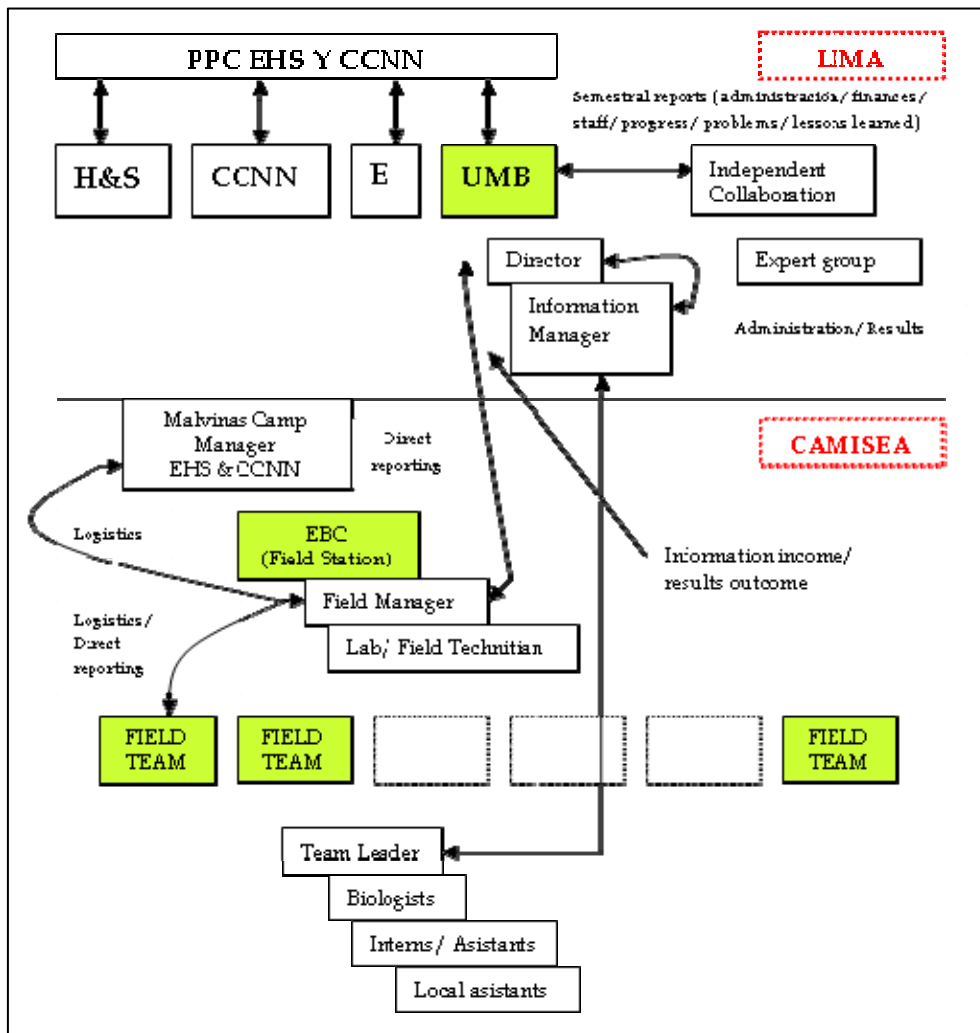 PPC EHS Y CCNN
LIMA
Semestral reports (administración/ finances/
staff/ progress/ problems/ lessons learned)
H&S
CCNN
E
UMB
Independent
Collaboration
Director
Expert group
Information
Manager
Administration/ Results
Malvinas Camp
Manager
EHS & CCNN
Direct
reporting
CAMISEA
Logistics
EBC
(Field Station)
Information income/
results outcome
Field Manager
Logistics/
Direct
reporting
Lab/ Field Technitian
FIELD
TEAM
FIELD
TEAM
FIELD
TEAM
Team Leader
Biologists
Interns/ Asistants
Local asistants